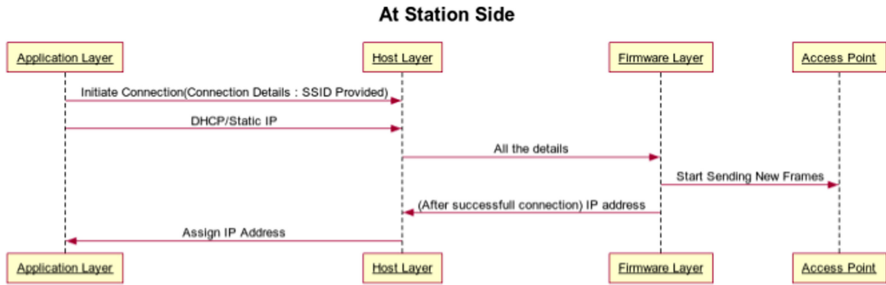 At Station Side
Application Layer
Host Layer
Firmware Layer
Access Point
Initiate Connection(Connection Details : SSID Provided)
DHCP/Static IP
All the details
Start Sending New Frames
(After successfull connection) IP address
Assign IP Address
Application Layer
Host Layer
Firmware Layer
Access Point